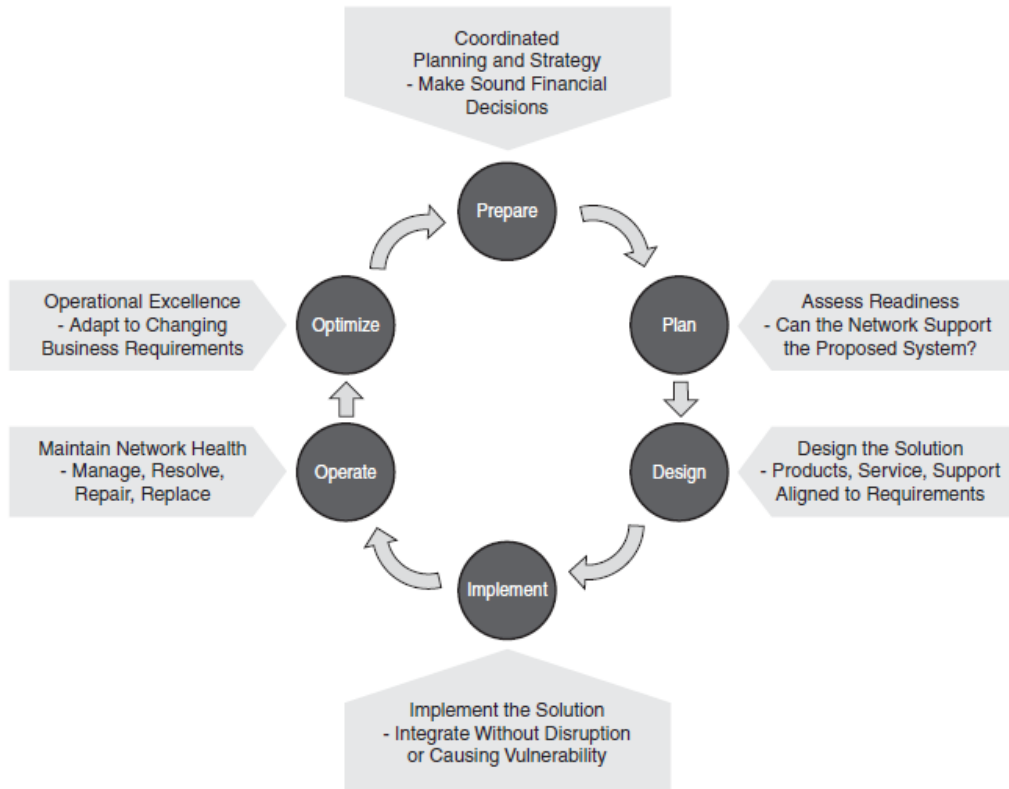 Coordinated
Planning and Strategy
- Make Sound Financial
Decisions
Prepare
Operational Excellence
- Adapt to Changing
Business Requirements
Optimize
Plan
Assess Readiness
- Can the Network Support
the Proposed System?
Maintain Network Health
- Manage, Resolve,
Repair, Replace
Operate
Design
Design the Solution
- Products, Service, Support
Aligned to Requirements
Implement
Implement the Solution
- Integrate Without Disruption
or Causing Vulnerability